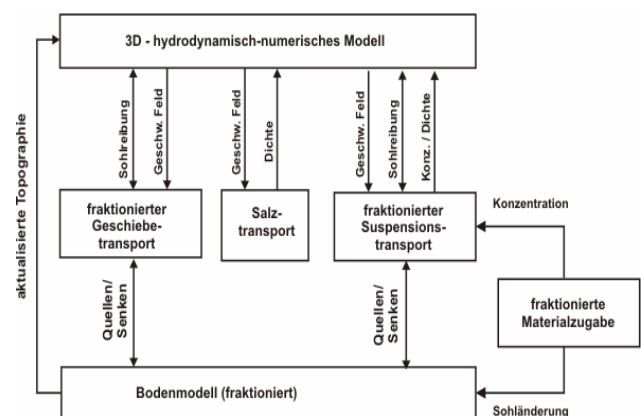 3D - hydrodynamisch-numerisches Modell
aktualisierte Topographie
Sohlreibung
Geschw. Feld
Geschw. Feld
Dichte
Geschw. Feld
Sohlreibung
Konz. / Dichte
fraktionierter
Geschiebe-
transport
Salz-
transport
fraktionierter
Suspensions-
transport
Konzentration
Quellen/
Senken
Quellen/
Senken
fraktionierte
Materialzugabe
Bodenmodell (fraktioniert)
Sohländerung